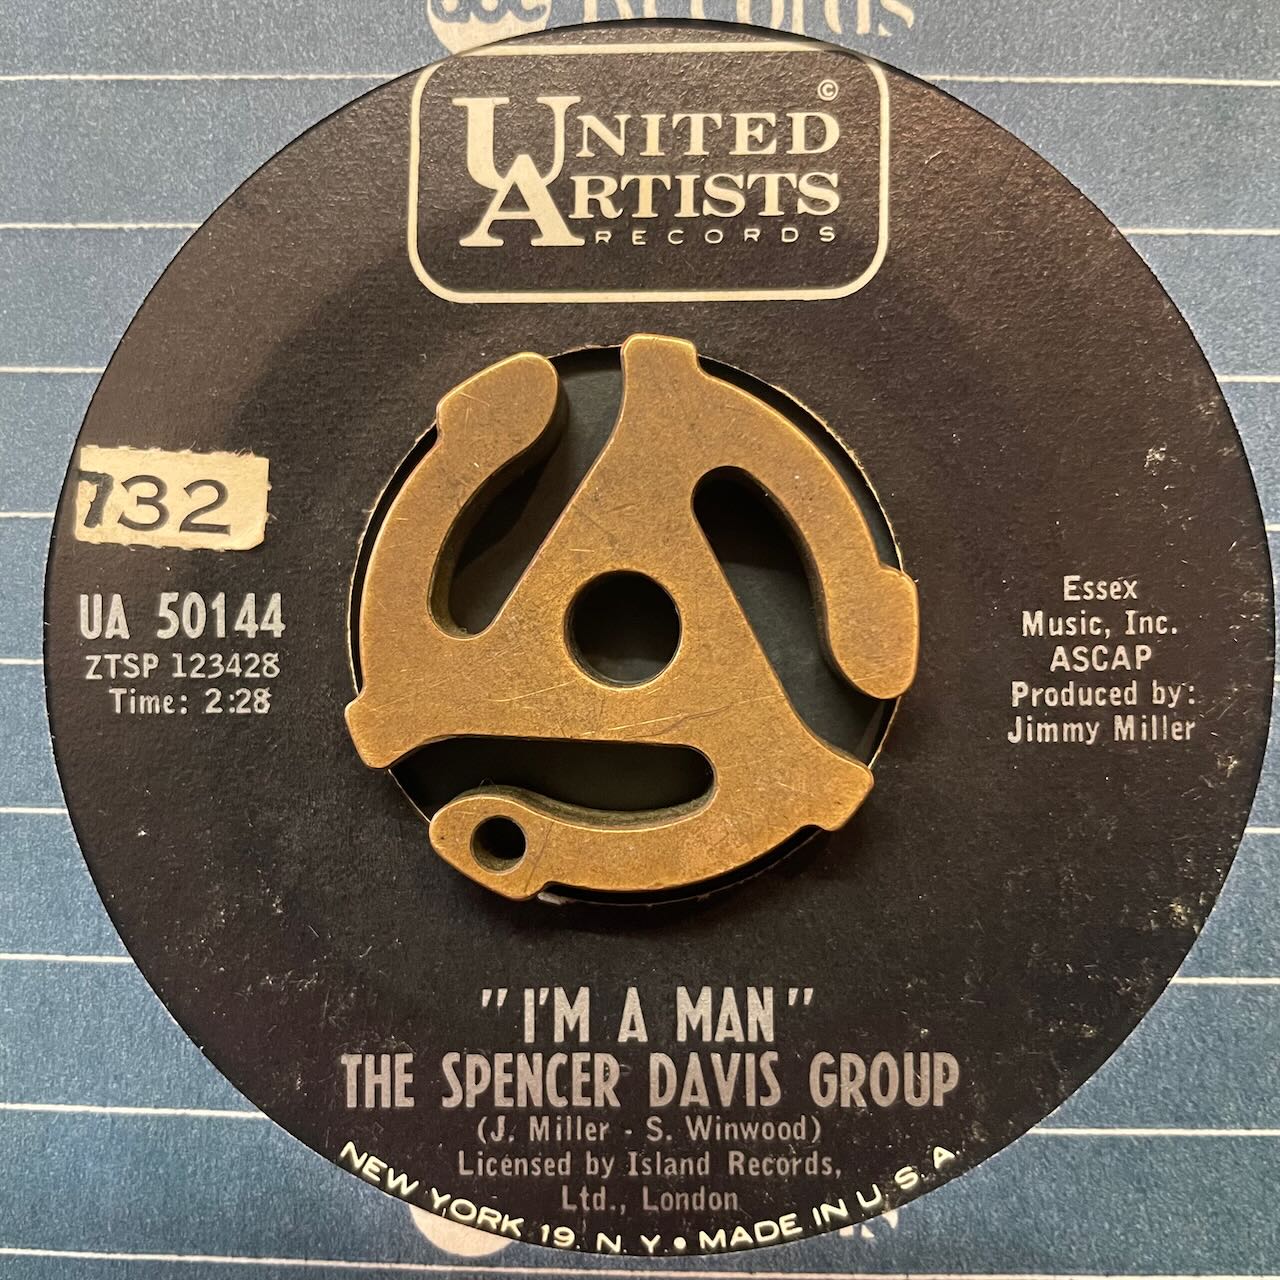 Records
©
UNITED
ARTISTS
RECORDS
732
UA 50144
ZTSP 123428
Time: 2:28
Essex
Music, Inc.
ASCAP
Produced by:
Jimmy Miller
"I'M A MAN"
THE SPENCER DAVIS GROUP
(J. Miller - S. Winwood)
Licensed by Island Records,
Ltd., London
NEW YORK 19, N. Y. • MADE IN U. S. A.